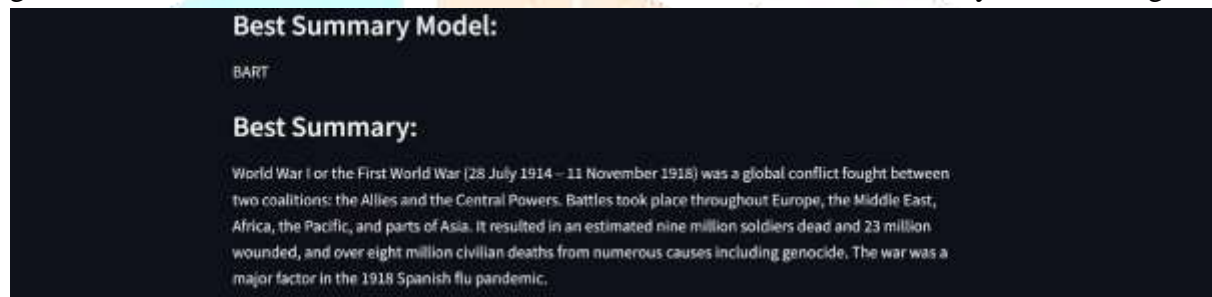 Best Summary Model:
BART
Best Summary:
World War I or the First World War (28 July 1914 – 11 November 1918) was a global conflict fought between
two coalitions: the Allies and the Central Powers. Battles took place throughout Europe, the Middle East,
Africa, the Pacific, and parts of Asia. It resulted in an estimated nine million soldiers dead and 23 million
wounded, and over eight million civilian deaths from numerous causes including genocide. The war was a
major factor in the 1918 Spanish flu pandemic.